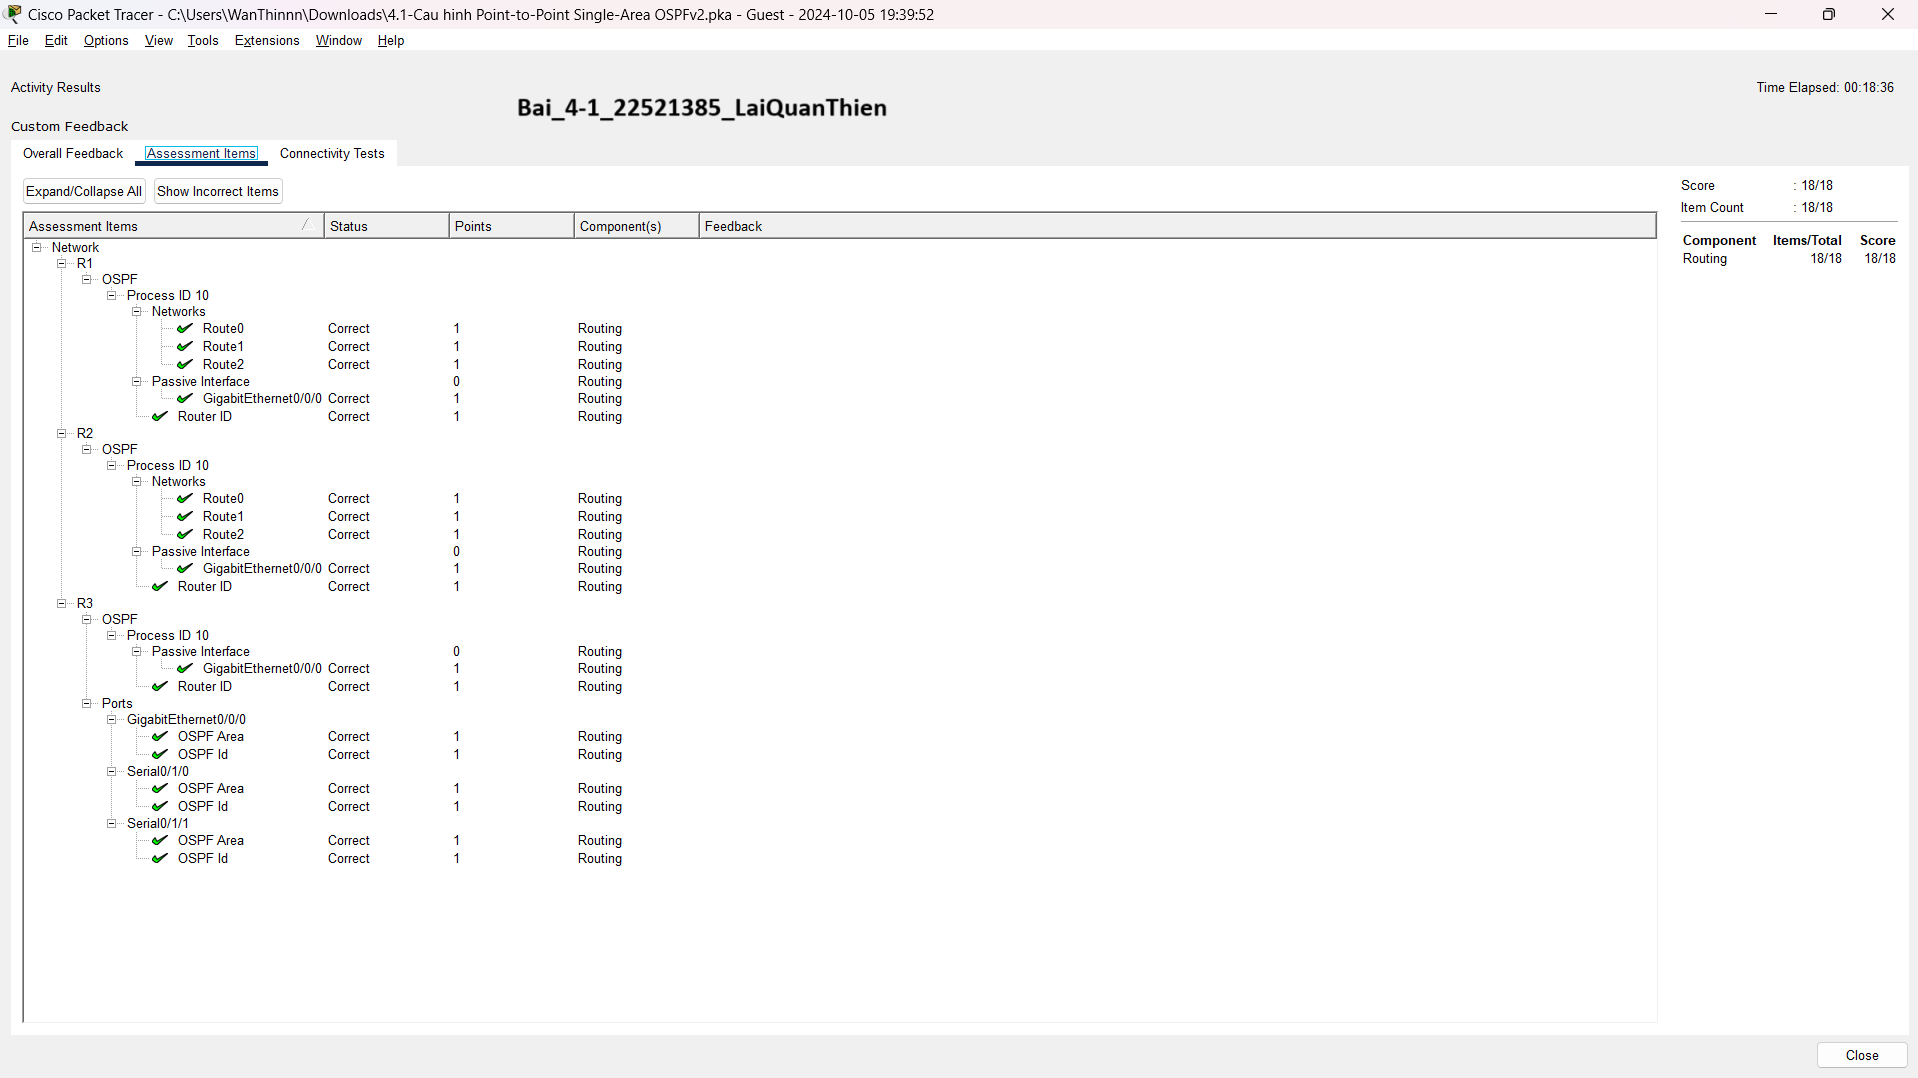 Cisco Packet Tracer - C:\Users\WanThinnn\Downloads\4.1-Cau hinh Point-to-Point Single-Area OSPFv2.pka - Guest - 2024-10-05 19:39:52
File Edit Options View Tools Extensions Window Help
Activity Results
Time Elapsed: 00:18:36
Bai_4-1_22521385_LaiQuanThien
Custom Feedback
Overall Feedback Assessment Items Connectivity Tests
Expand/Collapse All Show Incorrect Items
Assessment Items Status Points Component(s) Feedback
Network
R1
OSPF
Process ID 10
Networks
Route0 Correct 1 Routing
Route1 Correct 1 Routing
Route2 Correct 1 Routing
Passive Interface 0 Routing
GigabitEthernet0/0/0 Correct 1 Routing
Router ID Correct 1 Routing
R2
OSPF
Process ID 10
Networks
Route0 Correct 1 Routing
Route1 Correct 1 Routing
Route2 Correct 1 Routing
Passive Interface 0 Routing
GigabitEthernet0/0/0 Correct 1 Routing
Router ID Correct 1 Routing
R3
OSPF
Process ID 10
Passive Interface 0 Routing
GigabitEthernet0/0/0 Correct 1 Routing
Router ID Correct 1 Routing
Ports
GigabitEthernet0/0/0
OSPF Area Correct 1 Routing
OSPF Id Correct 1 Routing
Serial0/1/0
OSPF Area Correct 1 Routing
OSPF Id Correct 1 Routing
Serial0/1/1
OSPF Area Correct 1 Routing
OSPF Id Correct 1 Routing
Score : 18/18
Item Count : 18/18
Component Items/Total Score
Routing 18/18 18/18
Close